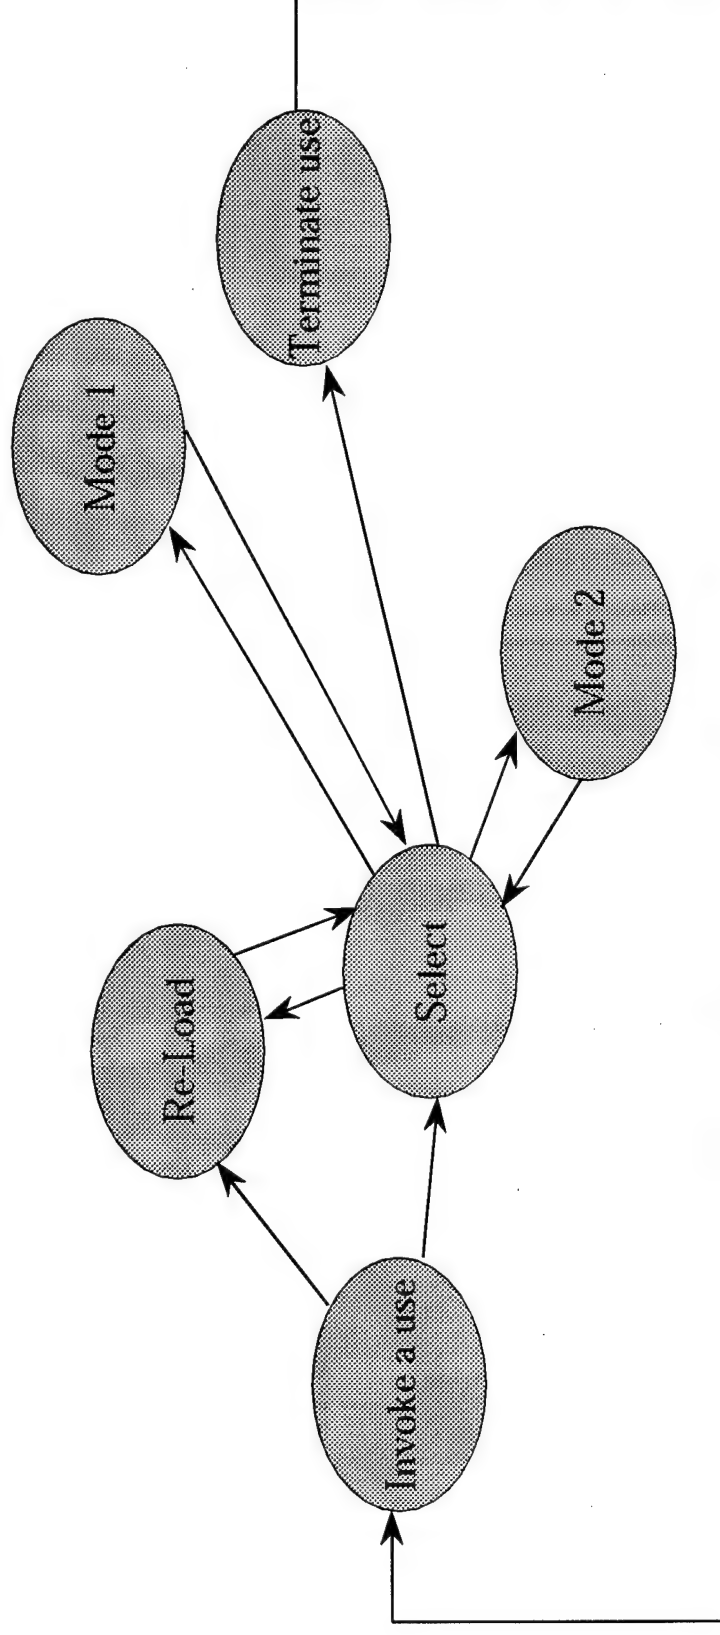 Invoke a use
Re-Load
Select
Mode 1
Mode 2
Terminate use